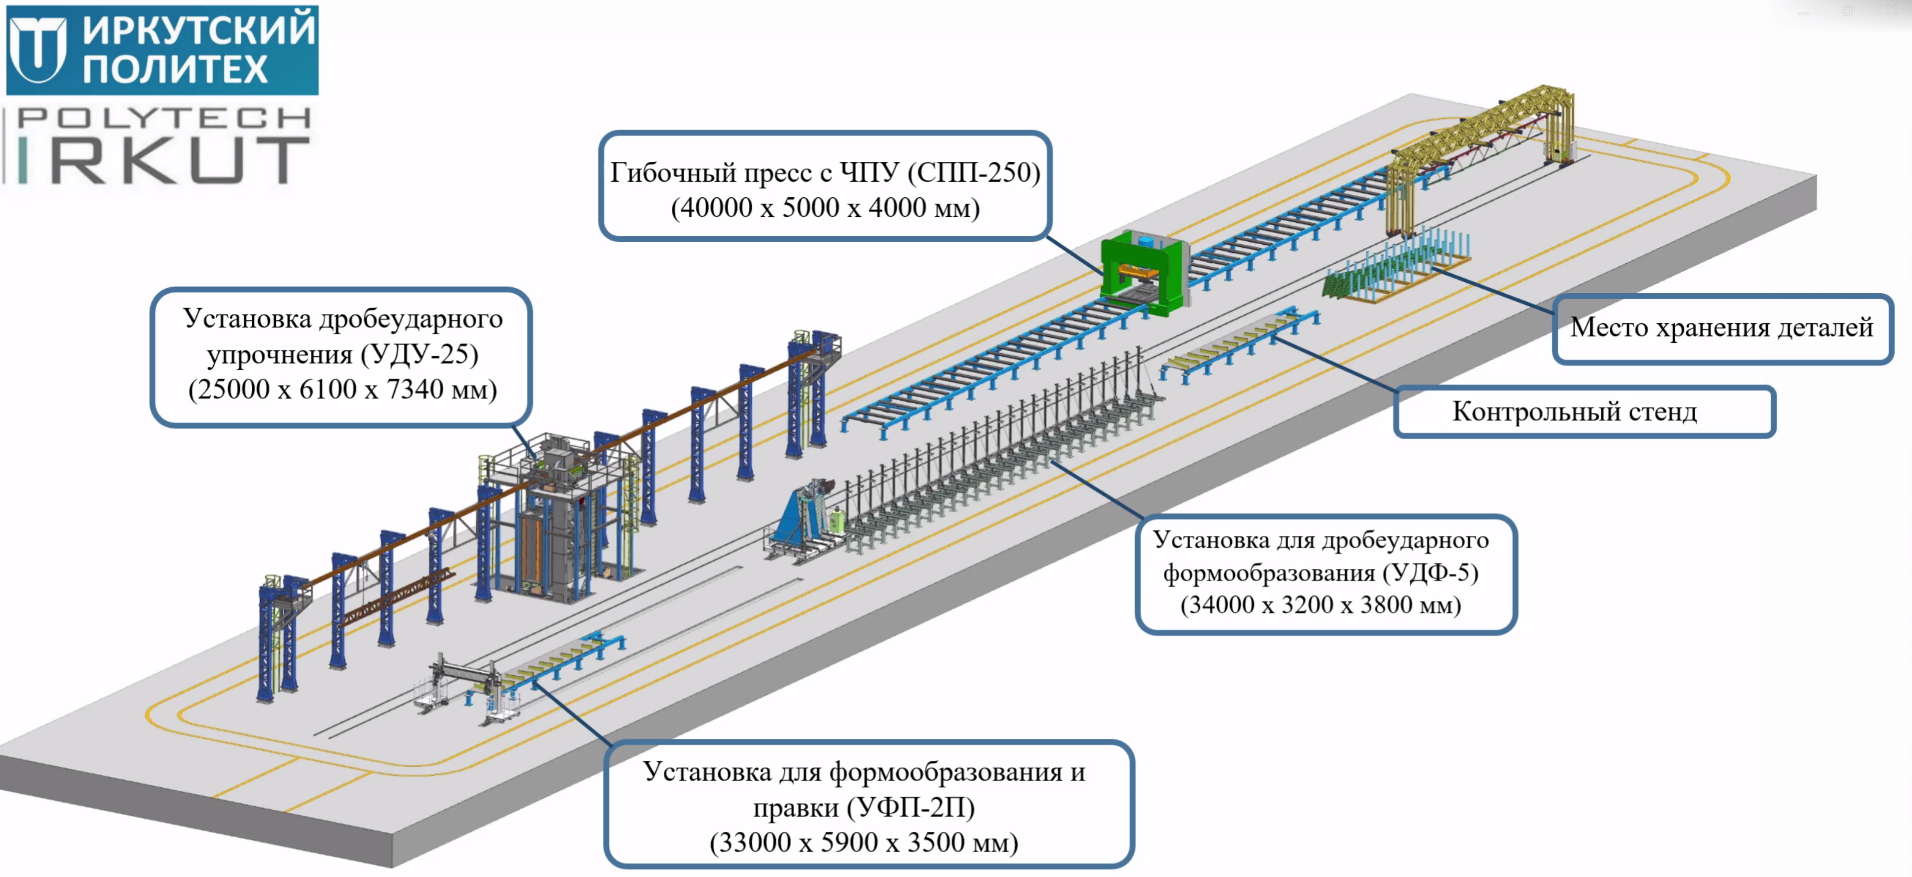 ИРКУТСКИЙ
ПОЛИТЕХ
POLYTECH
IRKUT
Гибочный пресс с ЧПУ (СПП-250)
(40000 х 5000 х 4000 мм)
Установка дробеударного
упрочнения (УДУ-25)
(25000 х 6100 х 7340 мм)
Место хранения деталей
Контрольный стенд
Установка для дробеударного
формообразования (УДФ-5)
(34000 х 3200 х 3800 мм)
Установка для формообразования и
правки (УФП-2П)
(33000 х 5900 х 3500 мм)